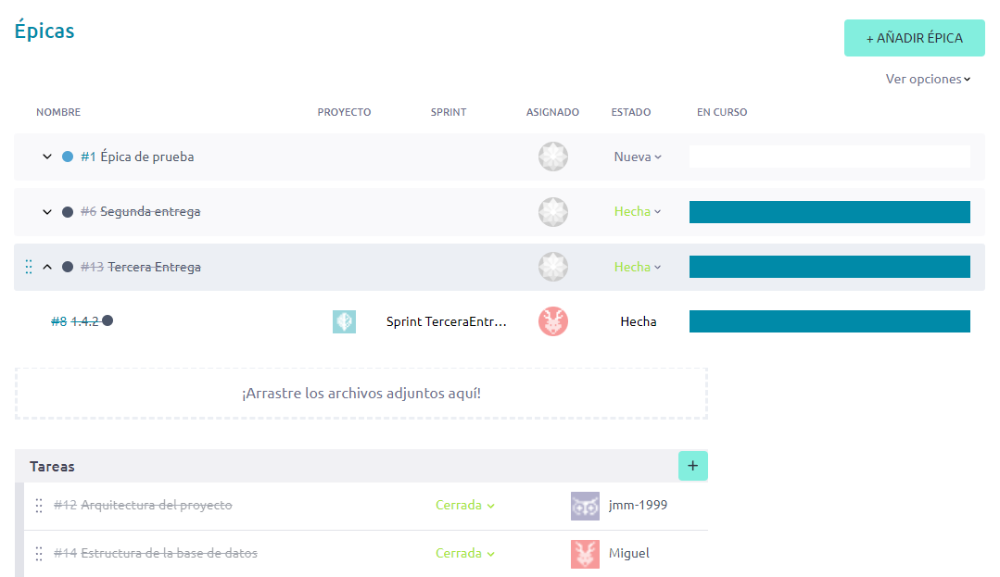 Épicas
+ AÑADIR ÉPICA
Ver opciones
NOMBRE PROYECTO SPRINT ASIGNADO ESTADO EN CURSO
#1 Épica de prueba Nueva
#6 Segunda entrega Hecha
#13 Tercera Entrega Hecha
#8 1.4.2 Sprint TerceraEntr... Hecha
¡Arrastre los archivos adjuntos aquí!
Tareas +
#12 Arquitectura del proyecto Cerrada jmm-1999
#14 Estructura de la base de datos Cerrada Miguel